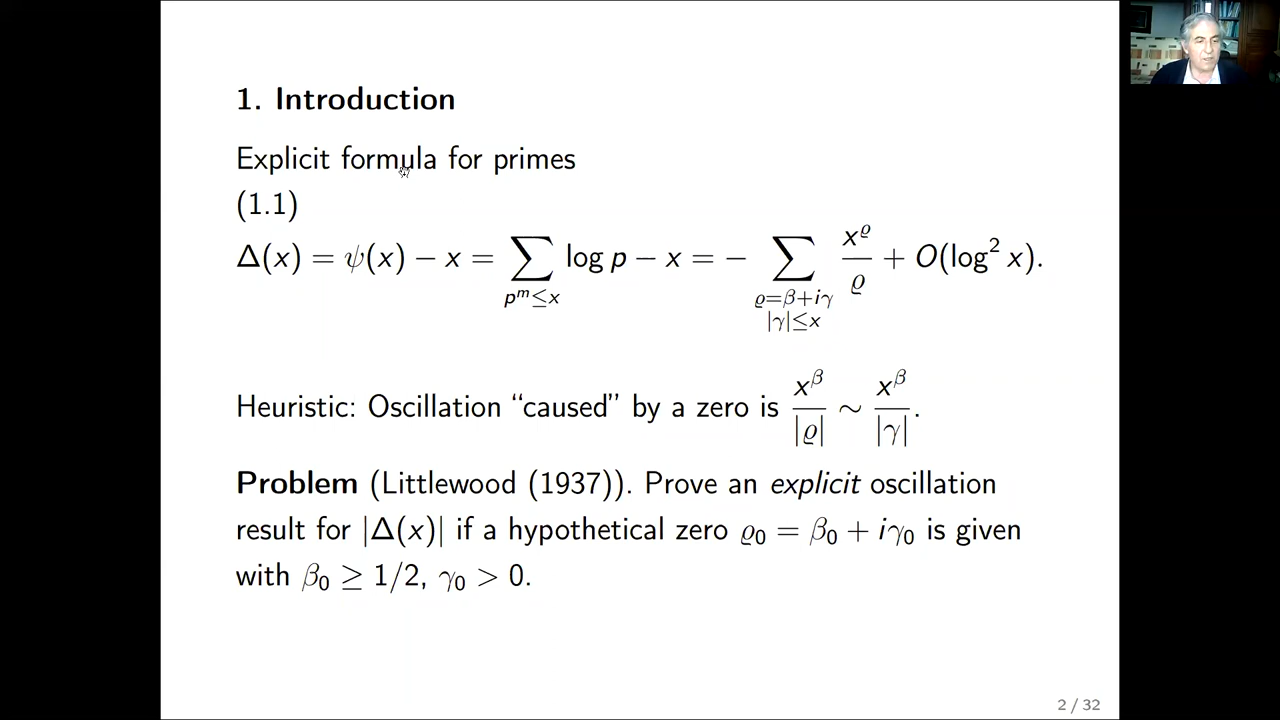 1. Introduction
Explicit formula for primes
(1.1)
Δ(x) = ψ(x) − x = ∑_{p^m≤x} log p − x = − ∑_{ϱ=β+iγ, |γ|≤x} x^ϱ/ϱ + O(log² x).
Heuristic: Oscillation “caused” by a zero is x^β/|ϱ| ∼ x^β/|γ|.
Problem (Littlewood (1937)). Prove an explicit oscillation
result for |Δ(x)| if a hypothetical zero ϱ₀ = β₀ + iγ₀ is given
with β₀ ≥ 1/2, γ₀ > 0.
2 / 32